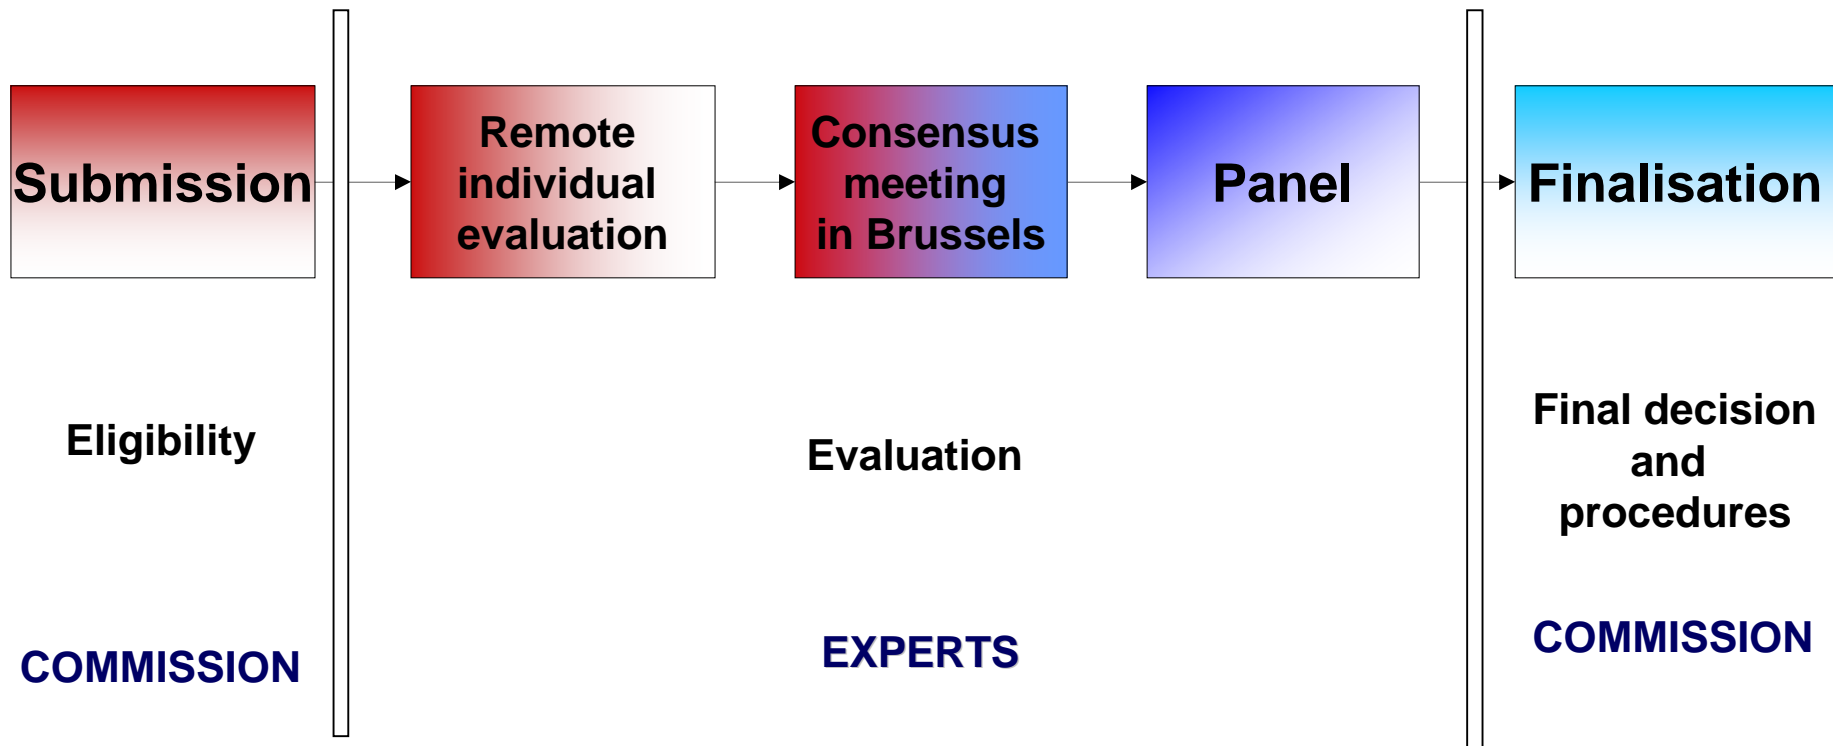 Submission
Remote
individual
evaluation
Consensus
meeting
in Brussels
Panel
Finalisation
Eligibility
Evaluation
Final decision
and
procedures
COMMISSION
EXPERTS
COMMISSION